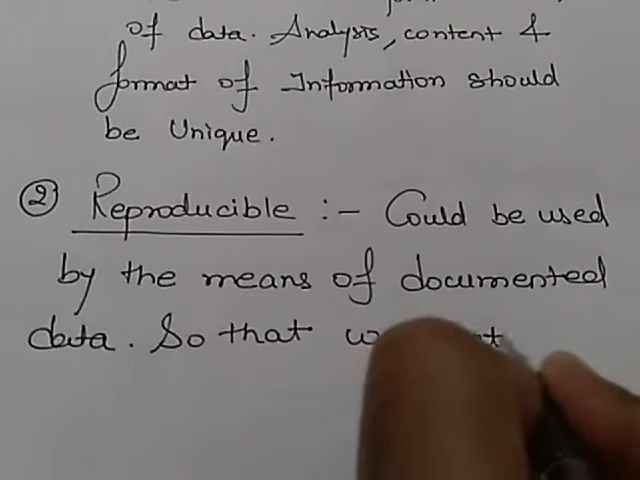 of data. Analysis, content &
format of Information should
be Unique.
② Reproducible :- Could be used
by the means of documented
data. So that